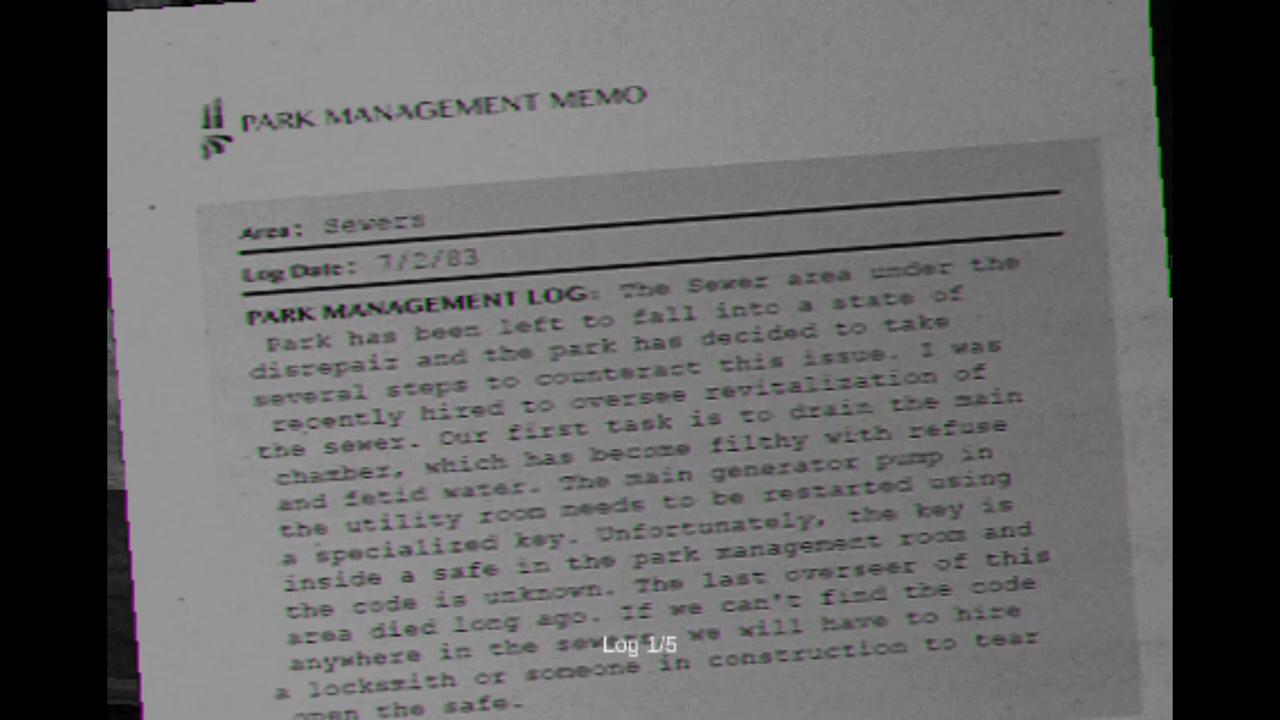 PARK MANAGEMENT MEMO
Area: Sewers
Log Date: 7/2/83
PARK MANAGEMENT LOG: The Sewer area under the
Park has been left to fall into a state of
disrepair and the park has decided to take
several steps to counteract this issue. I was
recently hired to oversee revitalization of
the sewer. Our first task is to drain the main
chamber, which has become filthy with refuse
and fetid water. The main generator pump in
the utility room needs to be restarted using
a specialized key. Unfortunately, the key is
inside a safe in the park management room and
the code is unknown. The last overseer of this
area died long ago. If we can't find the code
anywhere in the we will have to hire
a locksmith or someone in construction to tear
open the safe.
Log 1/5